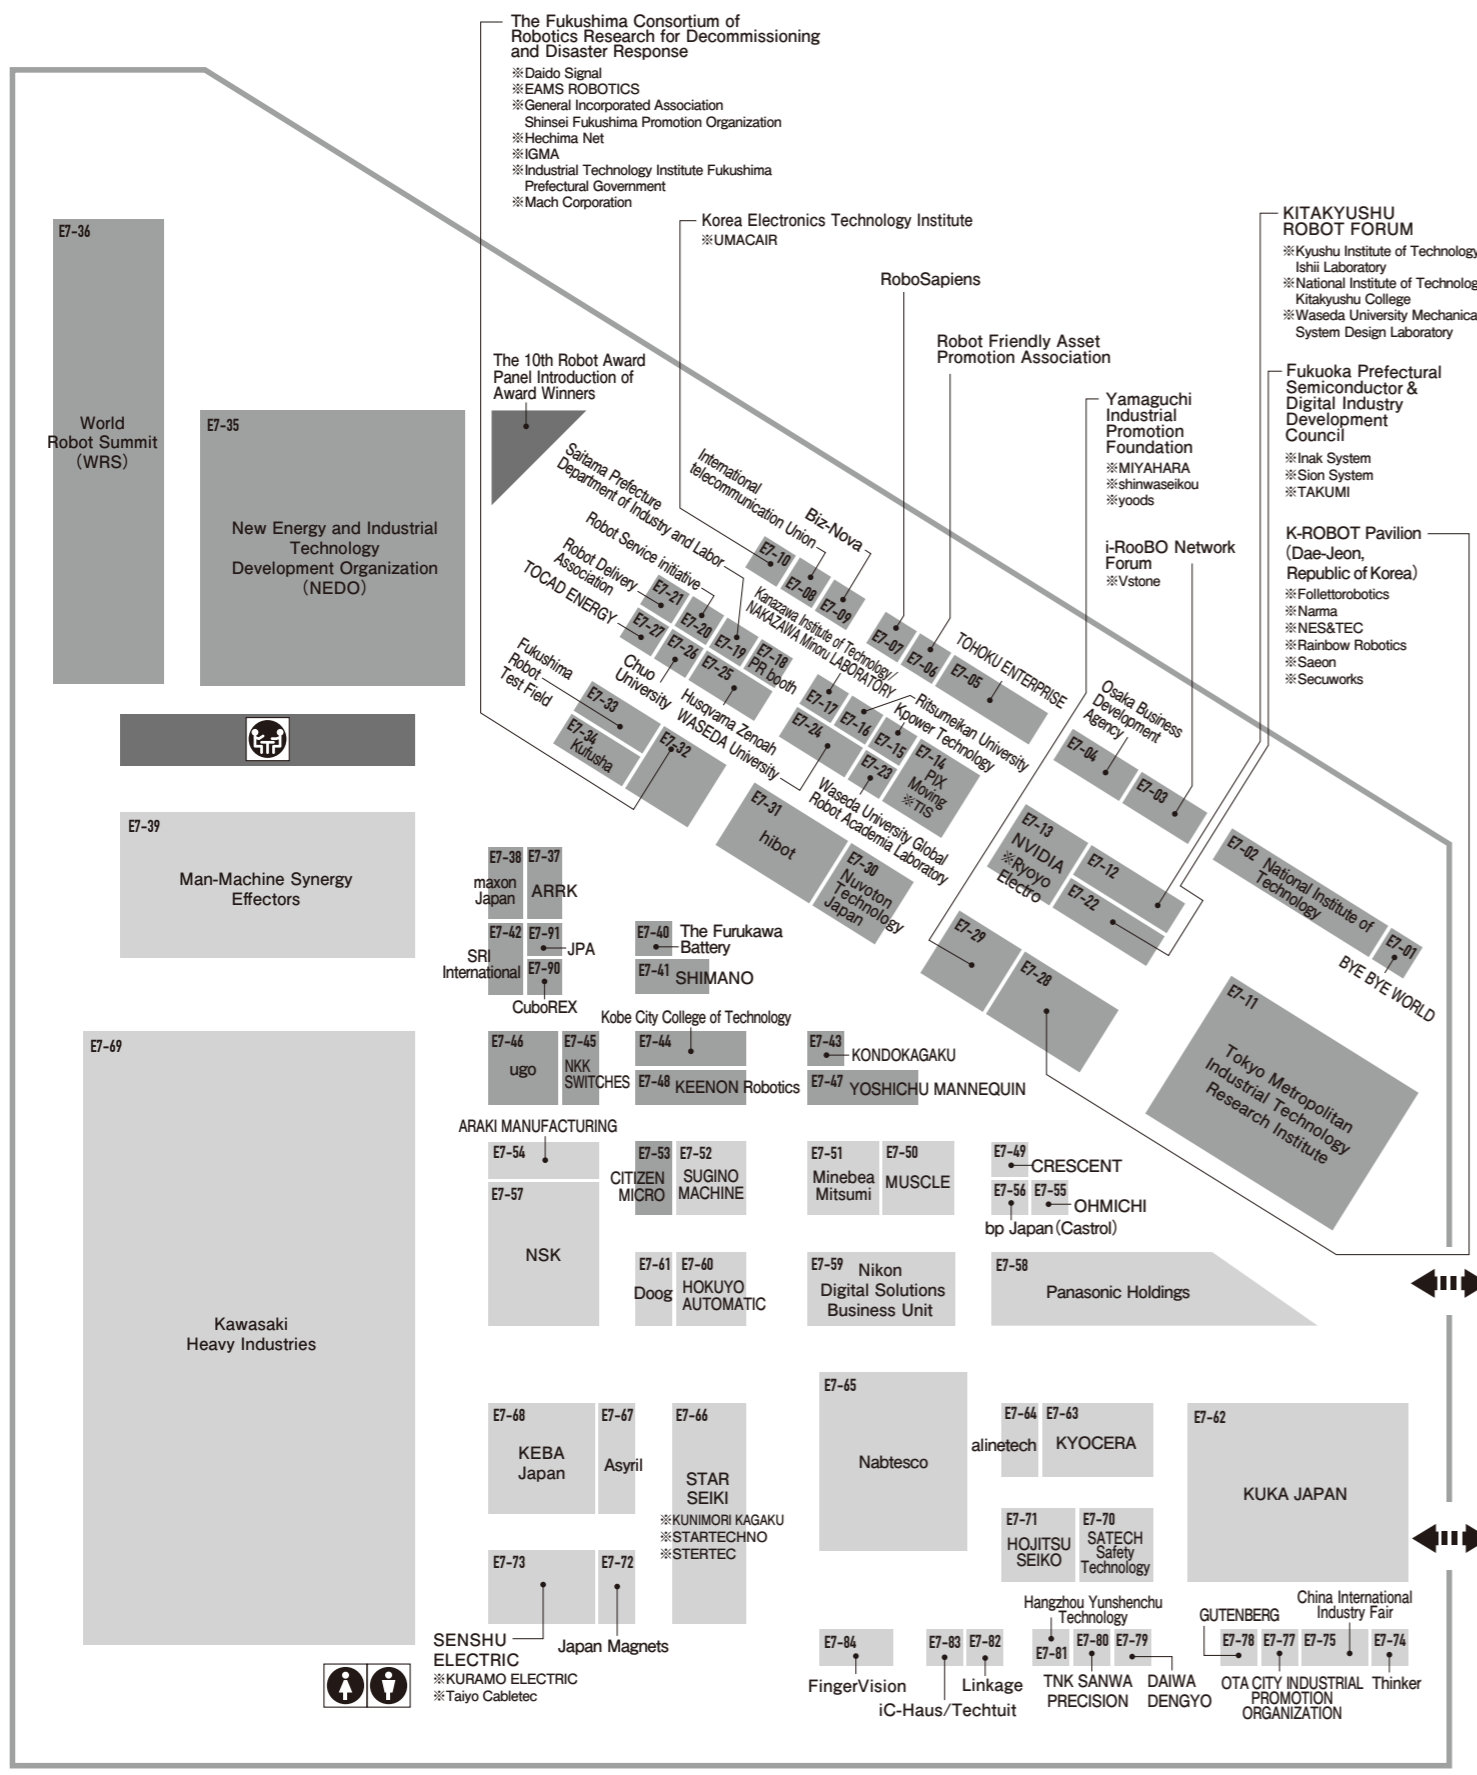 The Fukushima Consortium of
Robotics Research for Decommissioning
and Disaster Response
※Daido Signal
※EAMS ROBOTICS
※General Incorporated Association
Shinsei Fukushima Promotion Organization
※Hechima Net
※IGMA
※Industrial Technology Institute Fukushima
Prefectural Government
※Mach Corporation
Korea Electronics Technology Institute
※UMACAIR
RoboSapiens
Robot Friendly Asset
Promotion Association
KITAKYUSHU
ROBOT FORUM
※Kyushu Institute of Technology
Ishii Laboratory
※National Institute of Technolog
Kitakyushu College
※Waseda University Mechanica
System Design Laboratory
Fukuoka Prefectural
Semiconductor &
Digital Industry
Development
Council
※Inak System
※Sion System
※TAKUMI
Yamaguchi
Industrial
Promotion
Foundation
※MIYAHARA
※shinwaseikou
※yoods
i-RooBO Network
Forum
※Vstone
K-ROBOT Pavilion
(Dae-Jeon,
Republic of Korea)
※Follettorobotics
※Narma
※NES&TEC
※Rainbow Robotics
※Saeon
※Secuworks
The 10th Robot Award
Panel Introduction of
Award Winners
E7-36
World
Robot Summit
(WRS)
E7-35
New Energy and Industrial
Technology
Development Organization
(NEDO)
Saitama Prefecture
Department of Industry and Labor
Robot Service initiative
Robot Delivery
Association
TOCAD ENERGY
International
telecommunication Union
Biz-Nova
E7-10
E7-08
E7-09
E7-21
E7-20
E7-19
E7-18
PR booth
E7-27
E7-26
E7-25
Chuo
University
Husqvarna Zenoah
Kanazawa Institute of Technology/
NAKAZAWA Minoru LABORATORY
E7-07
E7-06
E7-05
TOHOKU ENTERPRISE
E7-17
E7-16
E7-15
E7-14
PIX
Moving
※TIS
Ritsumeikan University
Kpower Technology
E7-24
E7-23
WASEDA University
Waseda University Global
Robot Academia Laboratory
Fukushima
Robot
Test Field
E7-33
E7-34
Kufusha
E7-32
E7-31
hibot
E7-30
Nuvoton
Technology
Japan
Osaka Business
Development
Agency
E7-04
E7-03
E7-13
NVIDIA
※Ryoyo
Electro
E7-12
E7-22
E7-02 National Institute of
Technology
E7-01
BYE BYE WORLD
E7-29
E7-28
E7-11
Tokyo Metropolitan
Industrial Technology
Research Institute
E7-39
Man-Machine Synergy
Effectors
E7-38
maxon
Japan
E7-37
ARRK
E7-42
SRI
International
E7-91
JPA
E7-90
CuboREX
E7-40
The Furukawa
Battery
E7-41
SHIMANO
E7-69
Kawasaki
Heavy Industries
E7-46
ugo
E7-45
NKK
SWITCHES
Kobe City College of Technology
E7-44
E7-48 KEENON Robotics
E7-43
KONDOKAGAKU
E7-47 YOSHICHU MANNEQUIN
ARAKI MANUFACTURING
E7-54
E7-57
NSK
E7-53
CITIZEN
MICRO
E7-52
SUGINO
MACHINE
E7-51
Minebea
Mitsumi
E7-50
MUSCLE
E7-49
CRESCENT
E7-56
E7-55
OHMICHI
bp Japan (Castrol)
E7-61
Doog
E7-60
HOKUYO
AUTOMATIC
E7-59 Nikon
Digital Solutions
Business Unit
E7-58
Panasonic Holdings
E7-68
KEBA
Japan
E7-67
Asyril
E7-66
STAR
SEIKI
※KUNIMORI KAGAKU
※STARTECHNO
※STERTEC
E7-65
Nabtesco
E7-64
alinetech
E7-63
KYOCERA
E7-62
KUKA JAPAN
E7-71
HOJITSU
SEIKO
E7-70
SATECH
Safety
Technology
E7-73
E7-72
SENSHU
ELECTRIC
※KURAMO ELECTRIC
※Taiyo Cabletec
Japan Magnets
E7-84
FingerVision
E7-83
E7-82
Linkage
iC-Haus/Techtuit
Hangzhou Yunshenchu
Technology
E7-81
E7-80
E7-79
TNK SANWA
PRECISION
DAIWA
DENGYO
GUTENBERG
China International
Industry Fair
E7-78
E7-77
E7-75
E7-74
OTA CITY INDUSTRIAL
PROMOTION
ORGANIZATION
Thinker